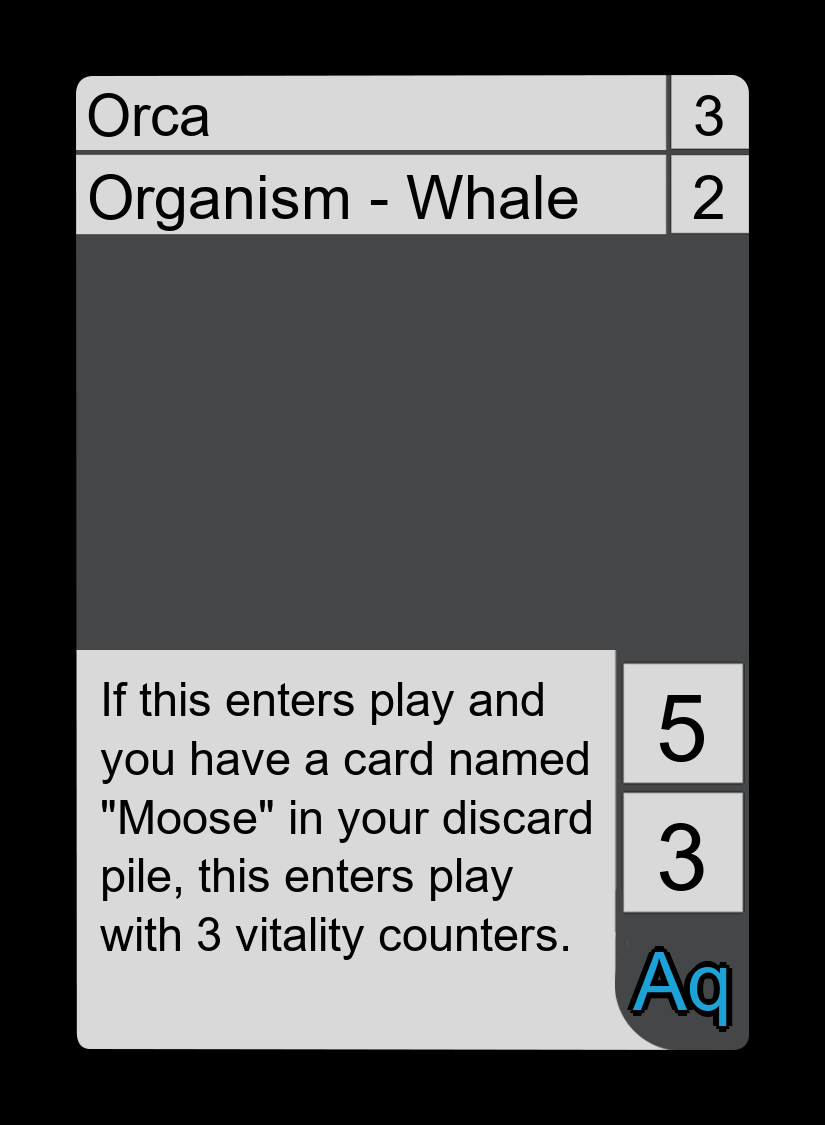 Orca 3
Organism - Whale 2
If this enters play and
you have a card named
"Moose" in your discard
pile, this enters play
with 3 vitality counters.
5
3
Aq